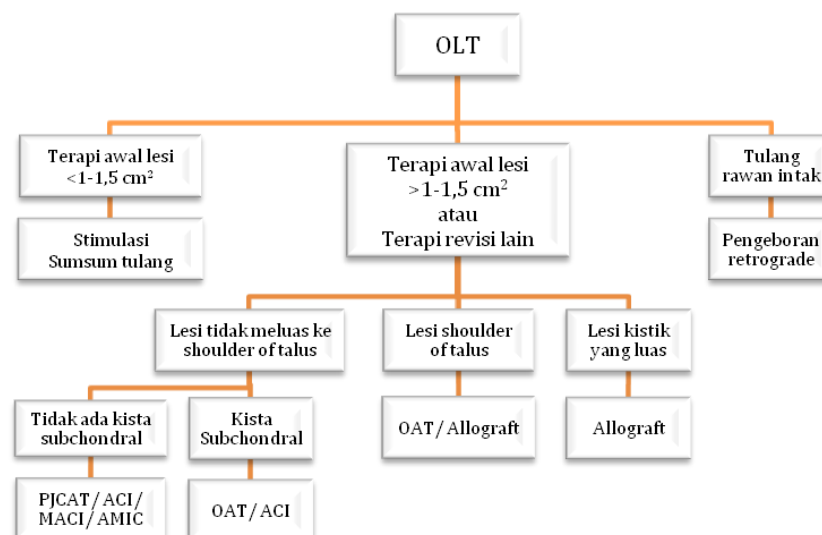 OLT
Terapi awal lesi
<1-1,5 cm²
Terapi awal lesi
>1-1,5 cm²
atau
Terapi revisi lain
Tulang
rawan intak
Stimulasi
Sumsum tulang
Pengeboran
retrograde
Lesi tidak meluas ke
shoulder of talus
Lesi shoulder
of talus
Lesi kistik
yang luas
Tidak ada kista
subchondral
Kista
Subchondral
OAT/Allograft
Allograft
PJCAT/ACI/
MACI/AMIC
OAT/ACI